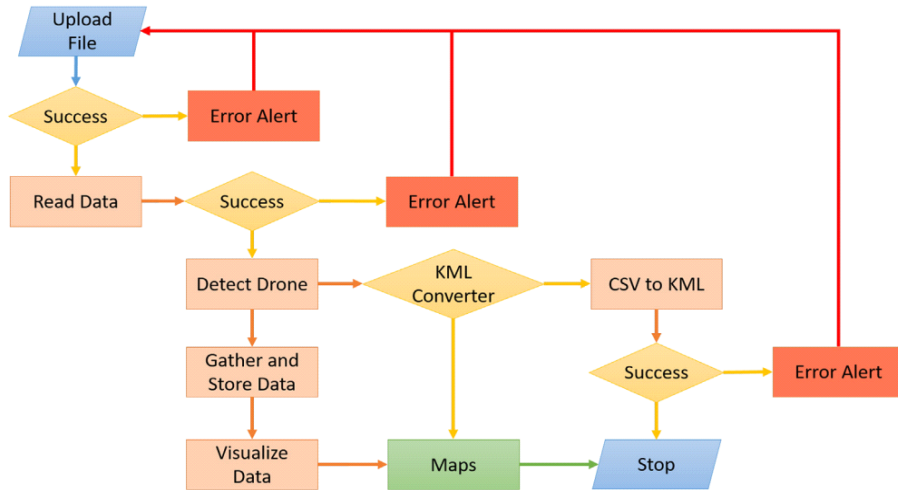 Upload
File
Success
Error Alert
Read Data
Success
Error Alert
Detect Drone
KML
Converter
CSV to KML
Gather and
Store Data
Success
Error Alert
Visualize
Data
Maps
Stop